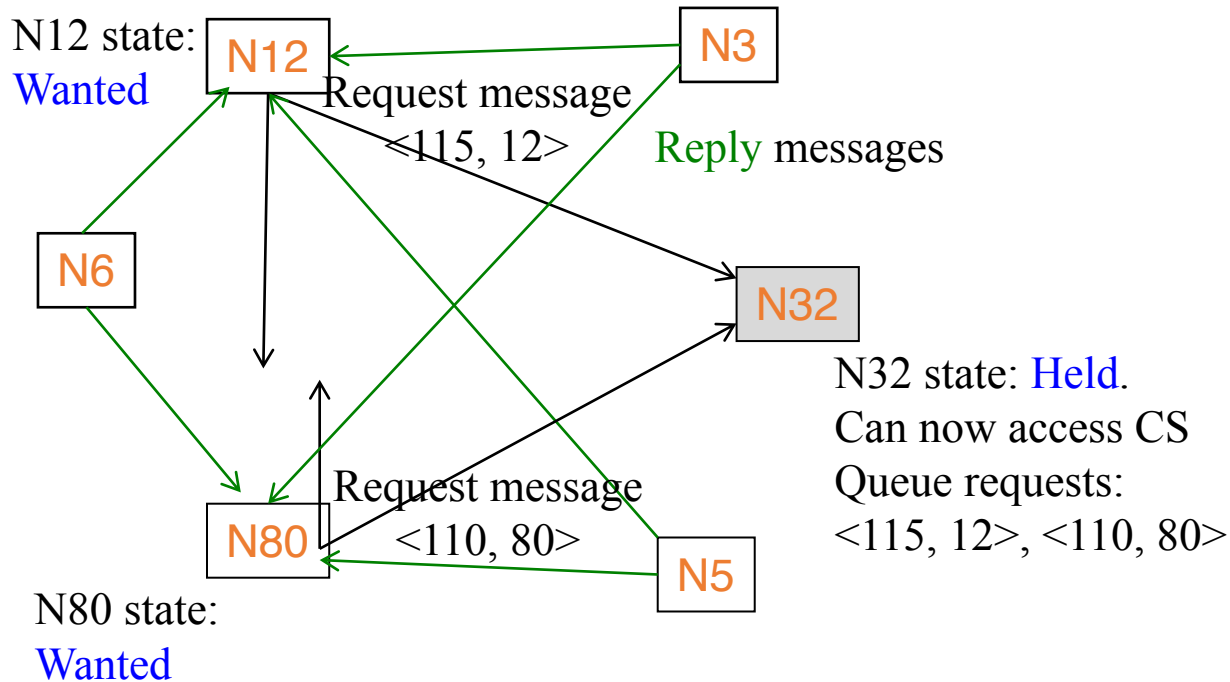 N12 state:
Wanted
N12
N3
Request message
<115, 12>
Reply messages
N6
N32
N32 state: Held.
Can now access CS
Queue requests:
<115, 12>, <110, 80>
Request message
<110, 80>
N80
N5
N80 state:
Wanted